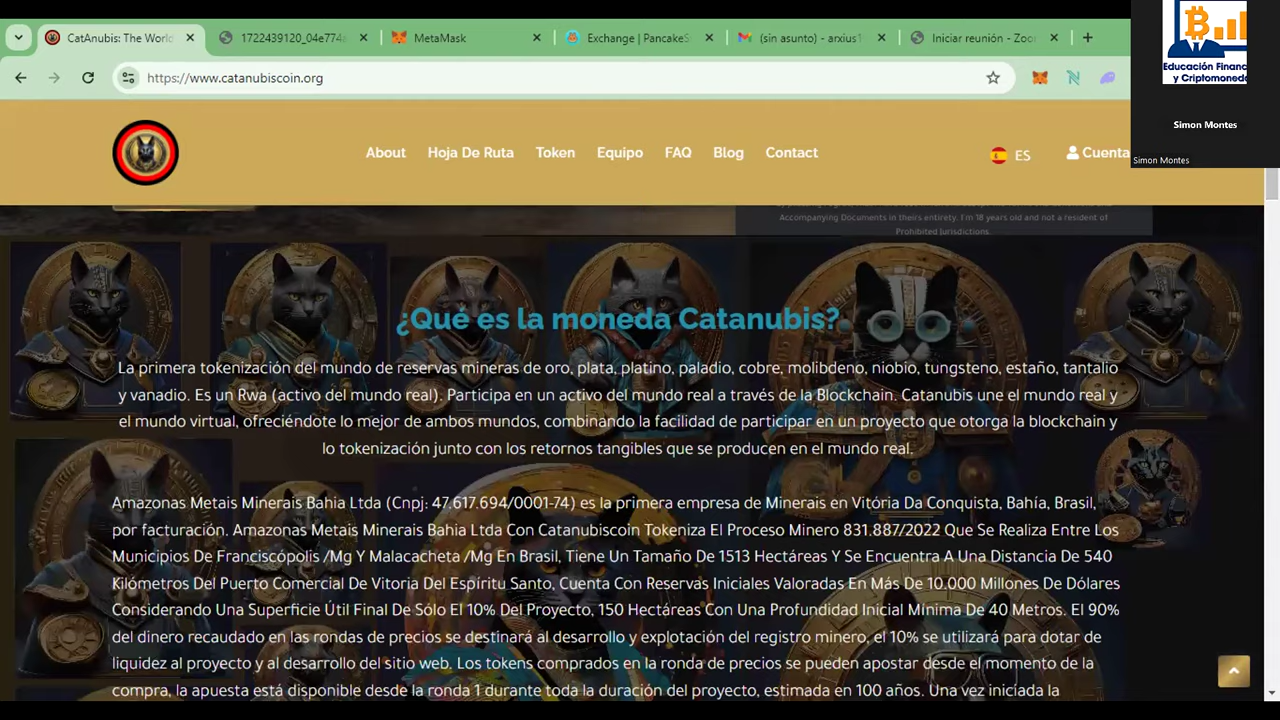 CatAnubis: The World
1722439120_04e774a
MetaMask
Exchange | PancakeS
(sin asunto) - arxius1
Iniciar reunión - Zoo
https://www.catanubiscoin.org
Educación Financ
y Criptomoneda
Simon Montes
Simon Montes
About
Hoja De Ruta
Token
Equipo
FAQ
Blog
Contact
ES
Cuenta
Accompanying Documents in theirs entirety. I'm 18 years old and not a resident of
Prohibited Jurisdictions.
¿Qué es la moneda Catanubis?
La primera tokenización del mundo de reservas mineras de oro, plata, platino, paladio, cobre, molibdeno, niobio, tungsteno, estaño, tantalio
y vanadio. Es un Rwa (activo del mundo real). Participa en un activo del mundo real a través de la Blockchain. Catanubis une el mundo real y
el mundo virtual, ofreciéndote lo mejor de ambos mundos, combinando la facilidad de participar en un proyecto que otorga la blockchain y
lo tokenización junto con los retornos tangibles que se producen en el mundo real.
Amazonas Metais Minerais Bahia Ltda (Cnpj: 47.617.694/0001-74) es la primera empresa de Minerais en Vitória Da Conquista, Bahía, Brasil,
por facturación. Amazonas Metais Minerais Bahia Ltda Con Catanubiscoin Tokeniza El Proceso Minero 831.887/2022 Que Se Realiza Entre Los
Municipios De Franciscópolis /Mg Y Malacacheta /Mg En Brasil, Tiene Un Tamaño De 1513 Hectáreas Y Se Encuentra A Una Distancia De 540
Kilómetros Del Puerto Comercial De Vitoria Del Espíritu Santo, Cuenta Con Reservas Iniciales Valoradas En Más De 10.000 Millones De Dólares
Considerando Una Superficie Útil Final De Sólo El 10% Del Proyecto, 150 Hectáreas Con Una Profundidad Inicial Mínima De 40 Metros. El 90%
del dinero recaudado en las rondas de precios se destinará al desarrollo y explotación del registro minero, el 10% se utilizará para dotar de
liquidez al proyecto y al desarrollo del sitio web. Los tokens comprados en la ronda de precios se pueden apostar desde el momento de la
compra, la apuesta está disponible desde la ronda 1 durante toda la duración del proyecto, estimada en 100 años. Una vez iniciada la